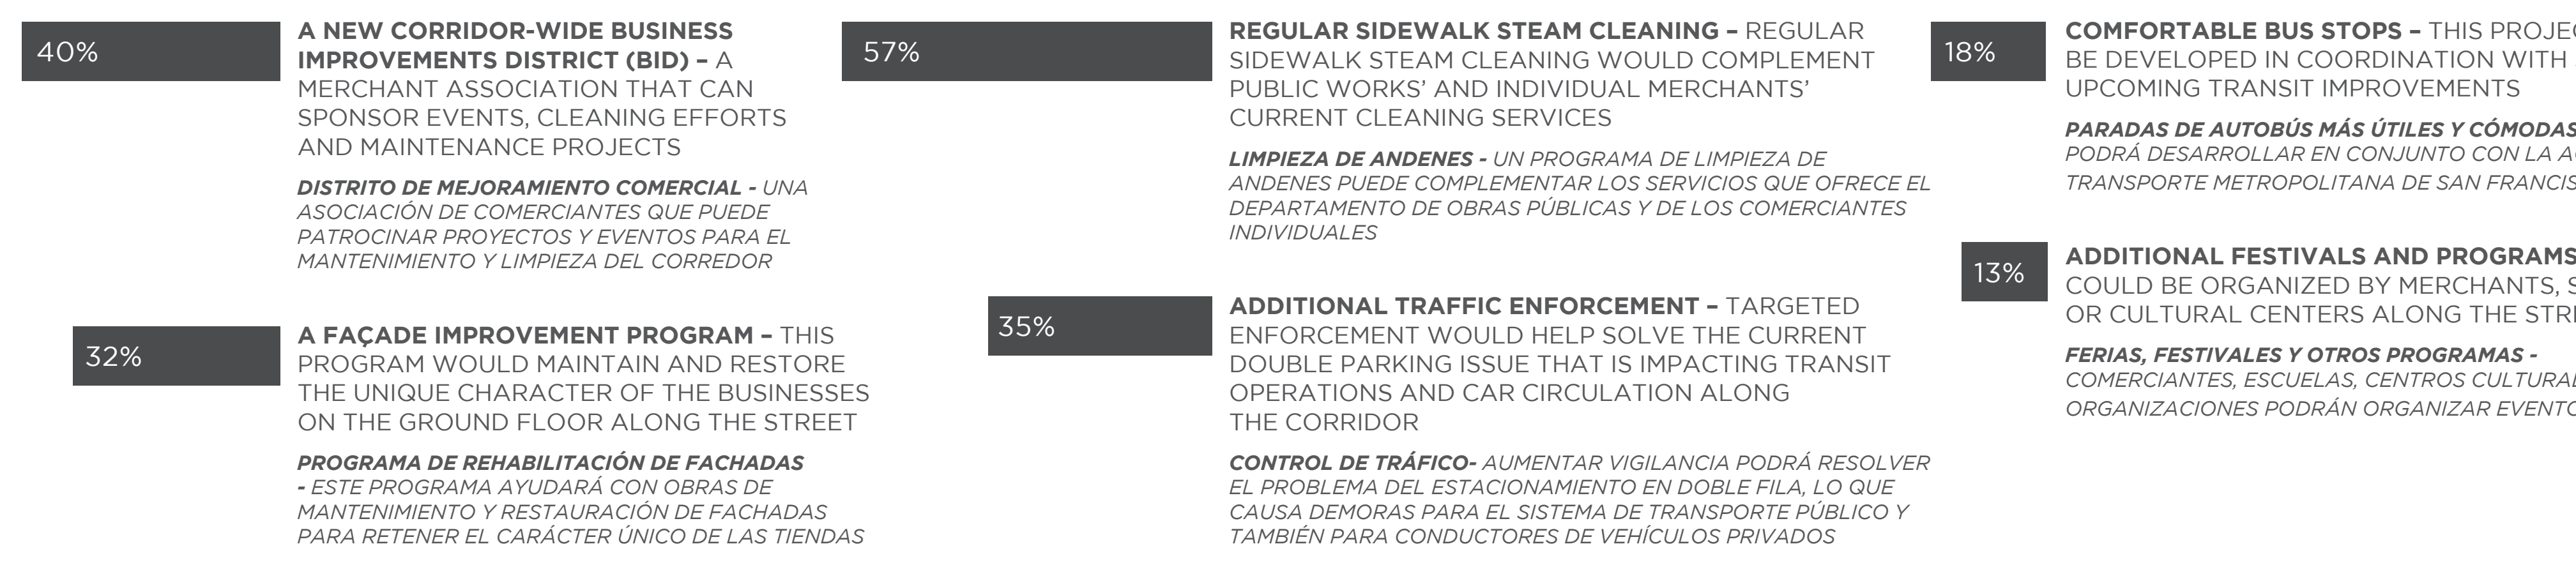 40%
A NEW CORRIDOR-WIDE BUSINESS
IMPROVEMENTS DISTRICT (BID) – A
MERCHANT ASSOCIATION THAT CAN
SPONSOR EVENTS, CLEANING EFFORTS
AND MAINTENANCE PROJECTS
DISTRITO DE MEJORAMIENTO COMERCIAL - UNA
ASOCIACIÓN DE COMERCIANTES QUE PUEDE
PATROCINAR PROYECTOS Y EVENTOS PARA EL
MANTENIMIENTO Y LIMPIEZA DEL CORREDOR
32%
A FAÇADE IMPROVEMENT PROGRAM – THIS
PROGRAM WOULD MAINTAIN AND RESTORE
THE UNIQUE CHARACTER OF THE BUSINESSES
ON THE GROUND FLOOR ALONG THE STREET
PROGRAMA DE REHABILITACIÓN DE FACHADAS
- ESTE PROGRAMA AYUDARÁ CON OBRAS DE
MANTENIMIENTO Y RESTAURACIÓN DE FACHADAS
PARA RETENER EL CARÁCTER ÚNICO DE LAS TIENDAS
57%
REGULAR SIDEWALK STEAM CLEANING – REGULAR
SIDEWALK STEAM CLEANING WOULD COMPLEMENT
PUBLIC WORKS’ AND INDIVIDUAL MERCHANTS’
CURRENT CLEANING SERVICES
LIMPIEZA DE ANDENES - UN PROGRAMA DE LIMPIEZA DE
ANDENES PUEDE COMPLEMENTAR LOS SERVICIOS QUE OFRECE EL
DEPARTAMENTO DE OBRAS PÚBLICAS Y DE LOS COMERCIANTES
INDIVIDUALES
35%
ADDITIONAL TRAFFIC ENFORCEMENT – TARGETED
ENFORCEMENT WOULD HELP SOLVE THE CURRENT
DOUBLE PARKING ISSUE THAT IS IMPACTING TRANSIT
OPERATIONS AND CAR CIRCULATION ALONG
THE CORRIDOR
CONTROL DE TRÁFICO- AUMENTAR VIGILANCIA PODRÁ RESOLVER
EL PROBLEMA DEL ESTACIONAMIENTO EN DOBLE FILA, LO QUE
CAUSA DEMORAS PARA EL SISTEMA DE TRANSPORTE PÚBLICO Y
TAMBIÉN PARA CONDUCTORES DE VEHÍCULOS PRIVADOS
18%
COMFORTABLE BUS STOPS – THIS
BE DEVELOPED IN COORDINATION WITH
UPCOMING TRANSIT IMPROVEMENTS
PARADAS DE AUTOBÚS MÁS ÚTILES Y CÓMODAS
PODRÁ DESARROLLAR EN CONJUNTO CON LA
TRANSPORTE METROPOLITANA DE SAN
13%
ADDITIONAL FESTIVALS AND PROGRAMS
COULD BE ORGANIZED BY MERCHANTS,
OR CULTURAL CENTERS ALONG THE
FERIAS, FESTIVALES Y OTROS PROGRAMAS -
COMERCIANTES, ESCUELAS, CENTROS
ORGANIZACIONES PODRÁN ORGANIZAR